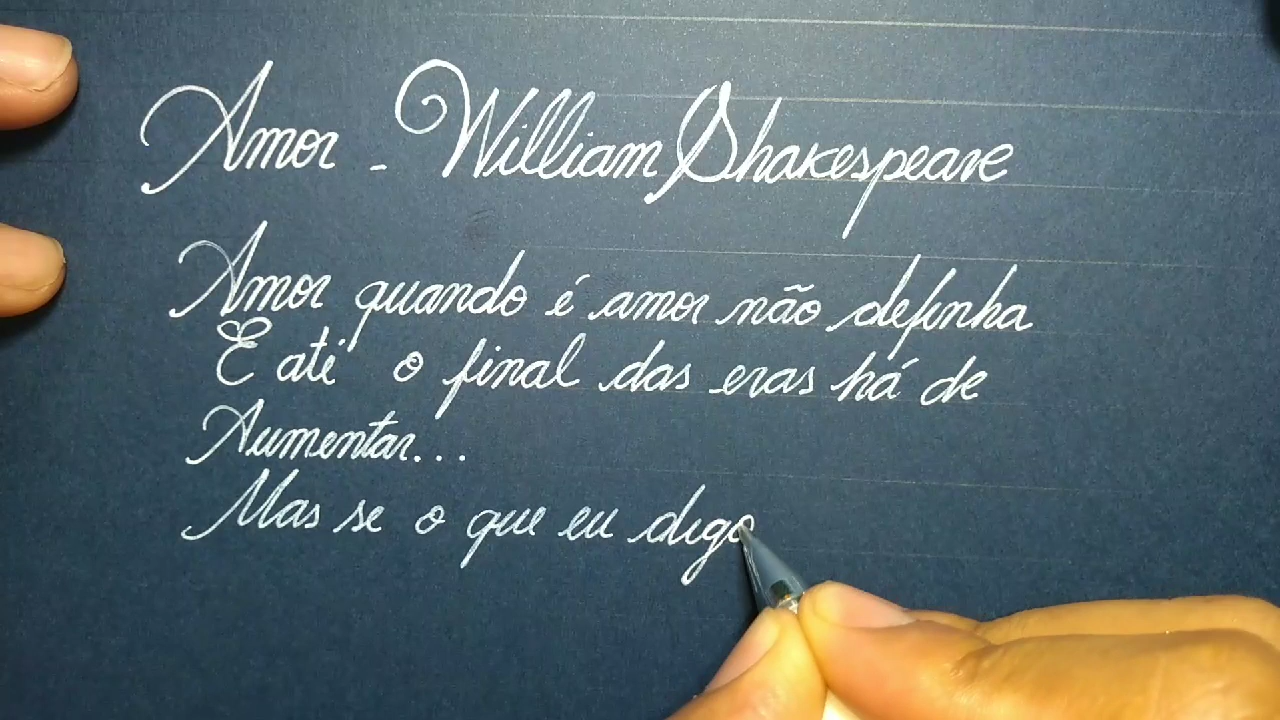 Amor - William Shakespeare
Amor quando é amor não definha
E até o final das eras há de
Aumentar...
Mas se o que eu digo